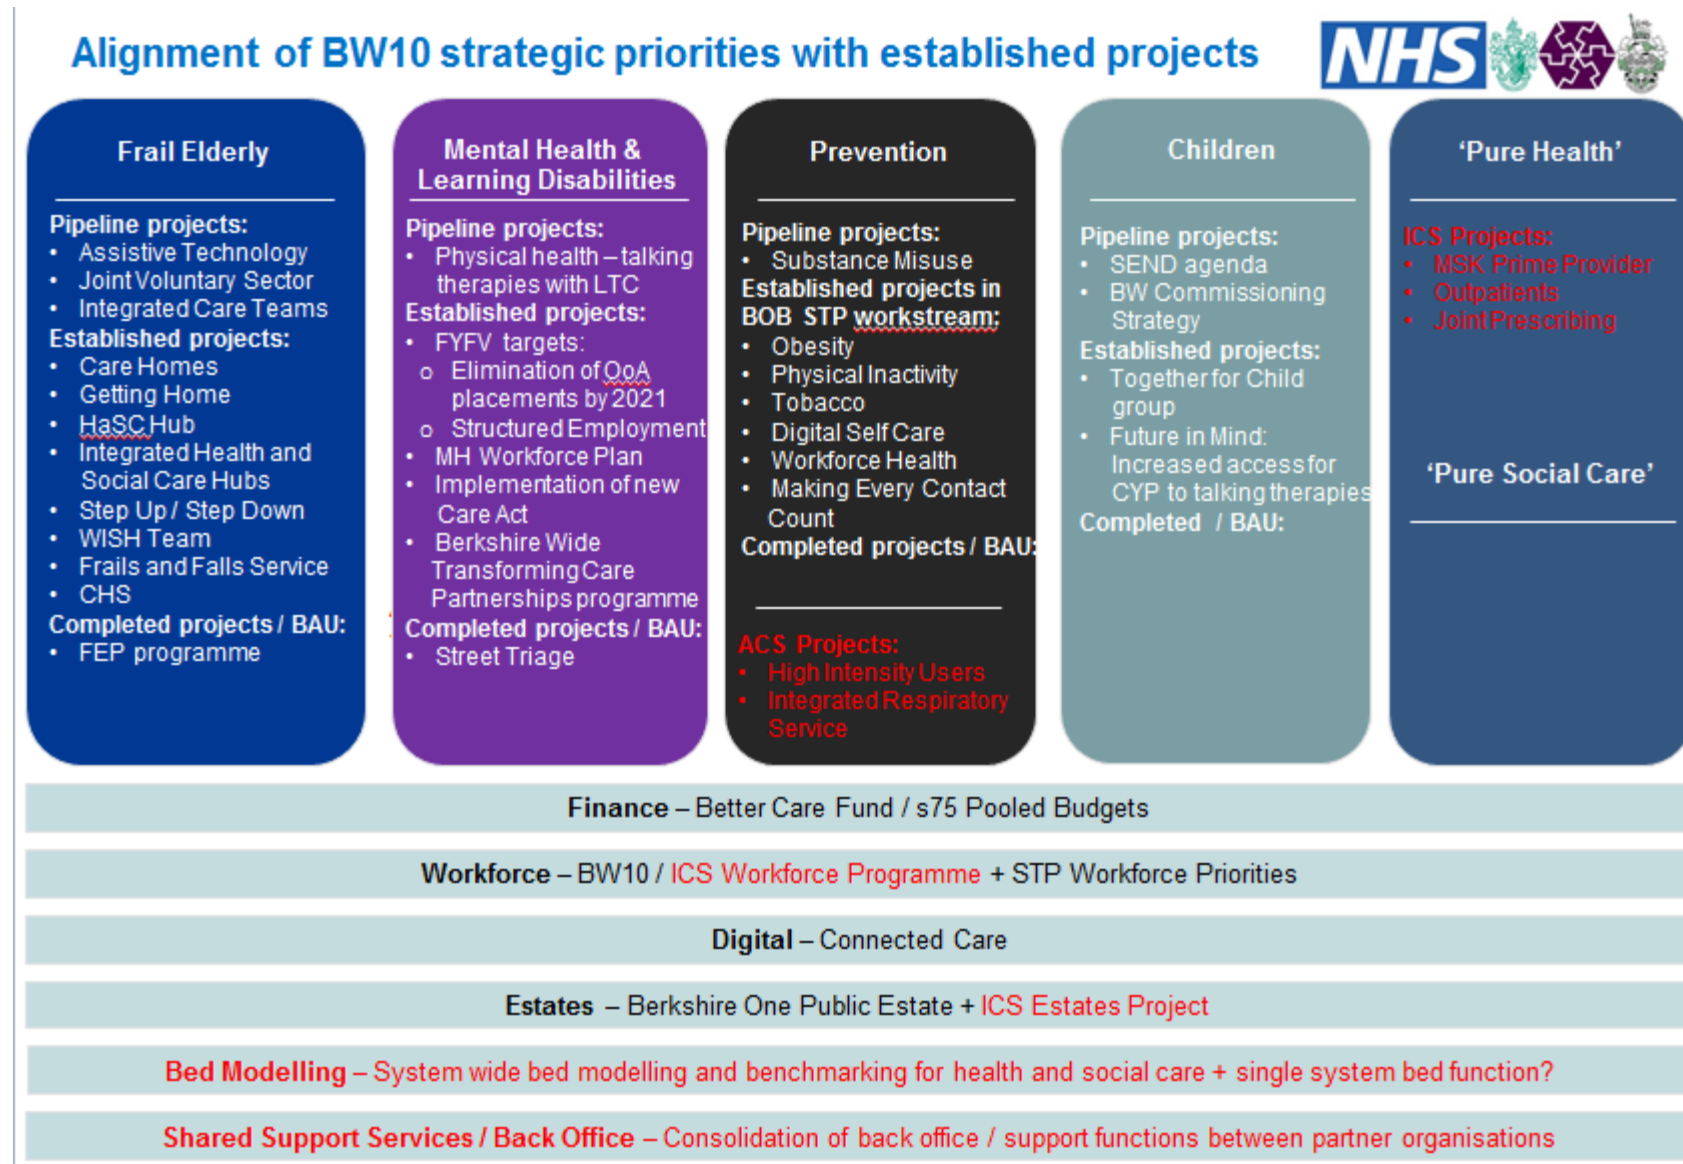 Alignment of BW10 strategic priorities with established projects
NHS
Frail Elderly
Pipeline projects:
• Assistive Technology
• Joint Voluntary Sector
• Integrated Care Teams
Established projects:
• Care Homes
• Getting Home
• HaSC Hub
• Integrated Health and
Social Care Hubs
• Step Up / Step Down
• WISH Team
• Frails and Falls Service
• CHS
Completed projects / BAU:
• FEP programme
Mental Health &
Learning Disabilities
Pipeline projects:
• Physical health – talking
therapies with LTC
Established projects:
• FYFV targets:
o Elimination of OoA
placements by 2021
o Structured Employment
• MH Workforce Plan
• Implementation of new
Care Act
• Berkshire Wide
Transforming Care
Partnerships programme
Completed projects / BAU:
• Street Triage
Prevention
Pipeline projects:
• Substance Misuse
Established projects in
BOB STP workstream:
• Obesity
• Physical Inactivity
• Tobacco
• Digital Self Care
• Workforce Health
• Making Every Contact
Count
Completed projects / BAU:
ACS Projects:
• High Intensity Users
• Integrated Respiratory
Service
Children
Pipeline projects:
• SEND agenda
• BW Commissioning
Strategy
Established projects:
• Together for Child
group
• Future in Mind:
Increased access for
CYP to talking therapies
Completed / BAU:
‘Pure Health’
ICS Projects:
• MSK Prime Provider
• Outpatients
• Joint Prescribing
‘Pure Social Care’
Finance – Better Care Fund / s75 Pooled Budgets
Workforce – BW10 / ICS Workforce Programme + STP Workforce Priorities
Digital – Connected Care
Estates – Berkshire One Public Estate + ICS Estates Project
Bed Modelling – System wide bed modelling and benchmarking for health and social care + single system bed function?
Shared Support Services / Back Office – Consolidation of back office / support functions between partner organisations